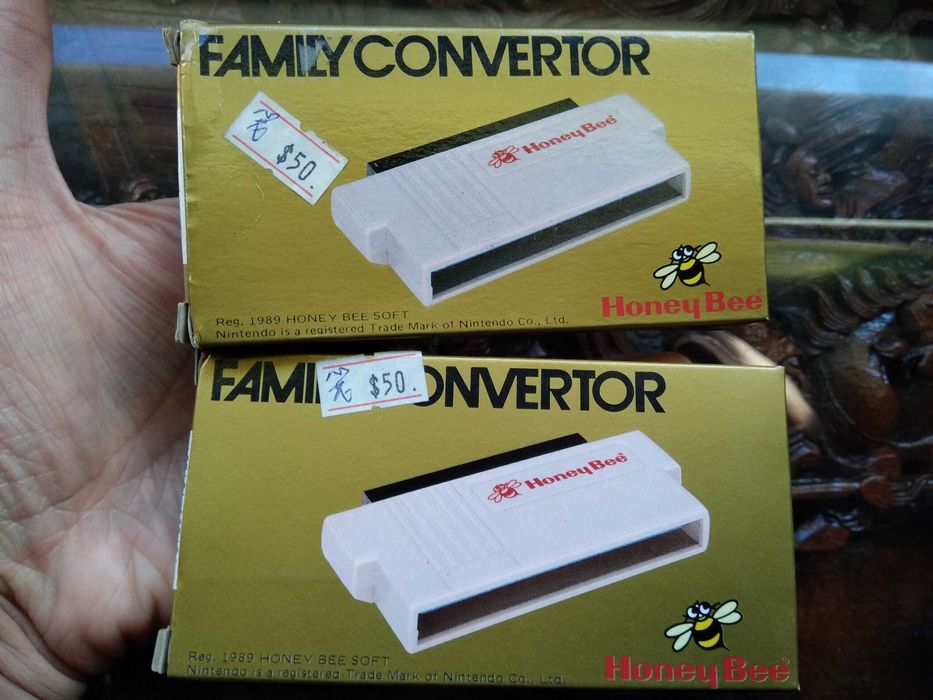 FAMILY CONVERTOR
$50.
Honey Bee
Honey Bee
Reg. 1989 HONEY BEE SOFT
Nintendo is a registered Trade Mark of Nintendo Co., Ltd.
FAMI ONVERTOR
$50.
Honey Bee
Honey Bee
Reg. 1989 HONEY BEE SOFT
Nintendo is a registered Trade Mark of Nintendo Co., Ltd.